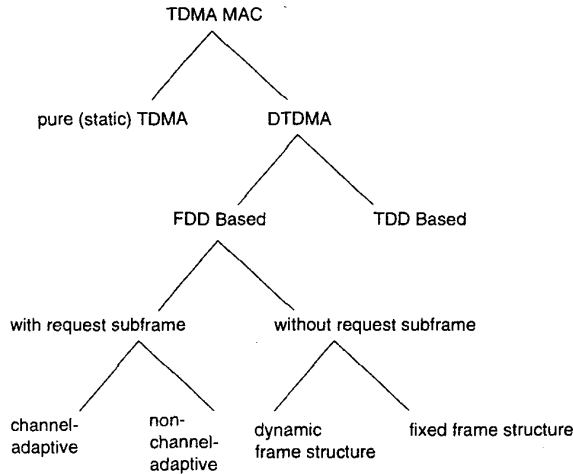 TDMA MAC
pure (static) TDMA
DTDMA
FDD Based
TDD Based
with request subframe
without request subframe
channel-
adaptive
non-
channel-
adaptive
dynamic
frame structure
fixed frame structure